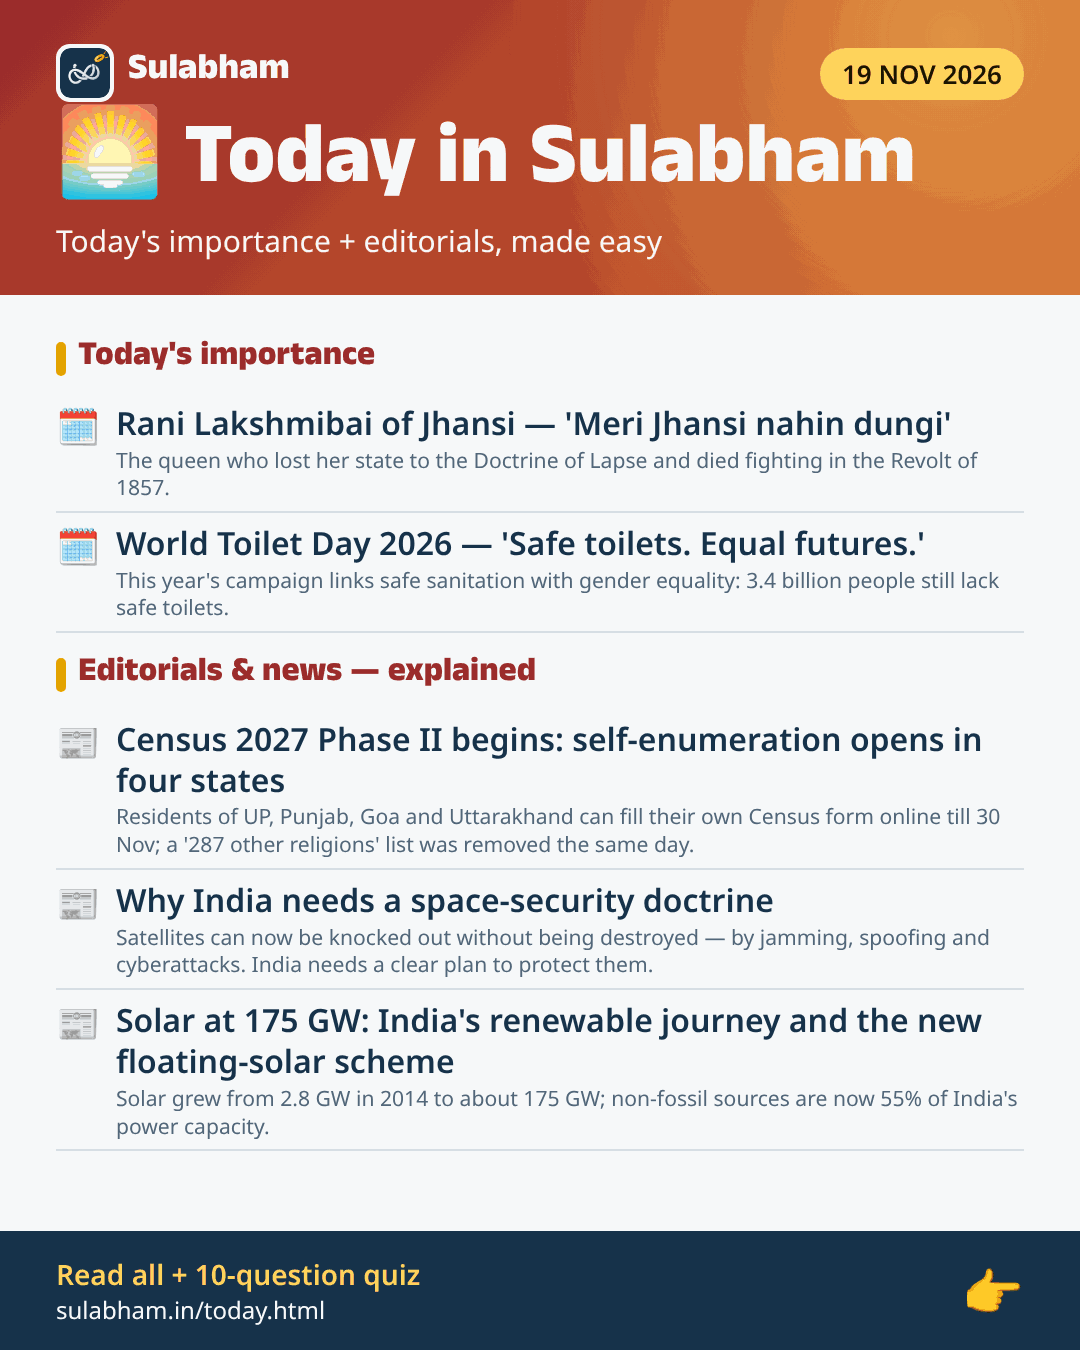 Sulabham
19 NOV 2026
Today in Sulabham
Today's importance + editorials, made easy
Today's importance
Rani Lakshmibai of Jhansi — 'Meri Jhansi nahin dungi'
The queen who lost her state to the Doctrine of Lapse and died fighting in the Revolt of
1857.
World Toilet Day 2026 — 'Safe toilets. Equal futures.'
This year's campaign links safe sanitation with gender equality: 3.4 billion people still lack
safe toilets.
Editorials & news — explained
Census 2027 Phase II begins: self-enumeration opens in
four states
Residents of UP, Punjab, Goa and Uttarakhand can fill their own Census form online till 30
Nov; a '287 other religions' list was removed the same day.
Why India needs a space-security doctrine
Satellites can now be knocked out without being destroyed — by jamming, spoofing and
cyberattacks. India needs a clear plan to protect them.
Solar at 175 GW: India's renewable journey and the new
floating-solar scheme
Solar grew from 2.8 GW in 2014 to about 175 GW; non-fossil sources are now 55% of India's
power capacity.
Read all + 10-question quiz
sulabham.in/today.html